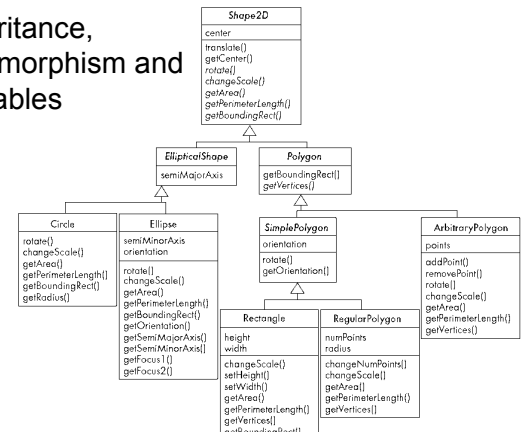 ritance,
morphism and
ables
Shape2D
center
translate()
getCenter()
rotate()
changeScale()
getArea()
getPerimeterLength()
getBoundingRect()
EllipticalShape
semiMajorAxis
Polygon
getBoundingRect()
getVertices()
Circle
rotate()
changeScale()
getArea()
getPerimeterLength()
getBoundingRect()
getRadius()
Ellipse
semiMinorAxis
orientation
rotate()
changeScale()
getArea()
getPerimeterLength()
getBoundingRect()
getOrientation()
getSemiMajorAxis()
getSemiMinorAxis()
getFocus1()
getFocus2()
SimplePolygon
orientation
rotate()
getOrientation()
ArbitraryPolygon
points
addPoint()
removePoint()
rotate()
changeScale()
getArea()
getPerimeterLength()
getVertices()
Rectangle
height
width
changeScale()
setHeight()
setWidth()
getArea()
getPerimeterLength()
getVertices()
getBoundingRect()
RegularPolygon
numPoints
radius
changeNumPoints()
changeScale()
getArea()
getPerimeterLength()
getVertices()